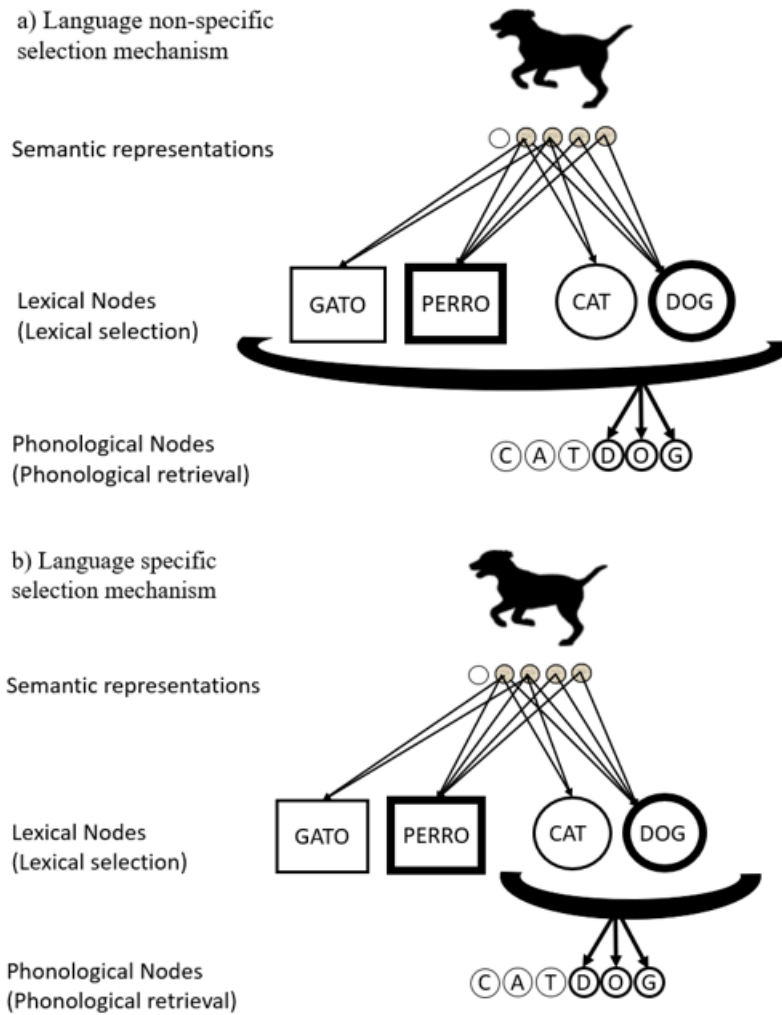 a) Language non-specific
selection mechanism
Semantic representations
Lexical Nodes
(Lexical selection)
GATO
PERRO
CAT
DOG
Phonological Nodes
(Phonological retrieval)
C A T D O G
b) Language specific
selection mechanism
Semantic representations
Lexical Nodes
(Lexical selection)
GATO
PERRO
CAT
DOG
Phonological Nodes
(Phonological retrieval)
C A T D O G